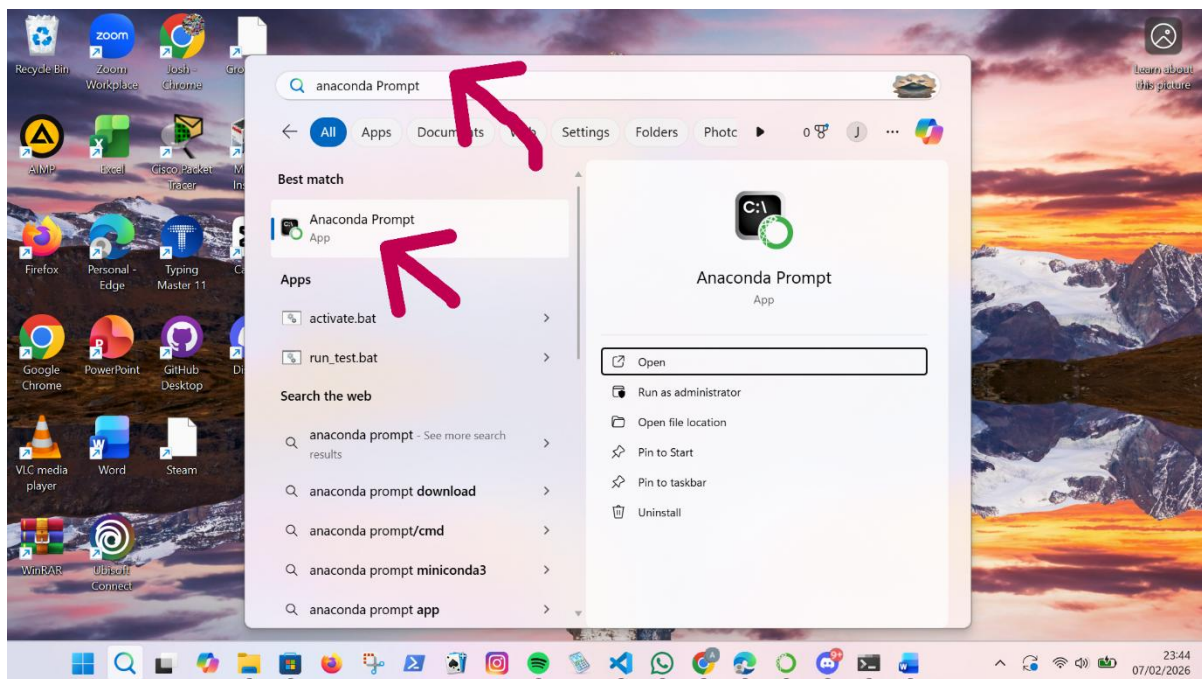 Recycle Bin
zoom
Zoom
Workplace
Josh -
Chrome
Gro
Learn about
this picture
anaconda Prompt
All
Apps
Documents
Settings
Folders
Photc
0
J
AIMP
Excel
Cisco Packet
Tracer
M
Ins
Best match
Anaconda Prompt
App
C:\
Anaconda Prompt
App
Firefox
Personal -
Edge
Typing
Master 11
Ca
Apps
activate.bat
run_test.bat
Google
Chrome
PowerPoint
GitHub
Desktop
Di
Search the web
anaconda prompt - See more search
results
anaconda prompt download
anaconda prompt/cmd
anaconda prompt miniconda3
anaconda prompt app
Open
Run as administrator
Open file location
Pin to Start
Pin to taskbar
Uninstall
VLC media
player
Word
Steam
WinRAR
Ubisoft
Connect
23:44
07/02/2026